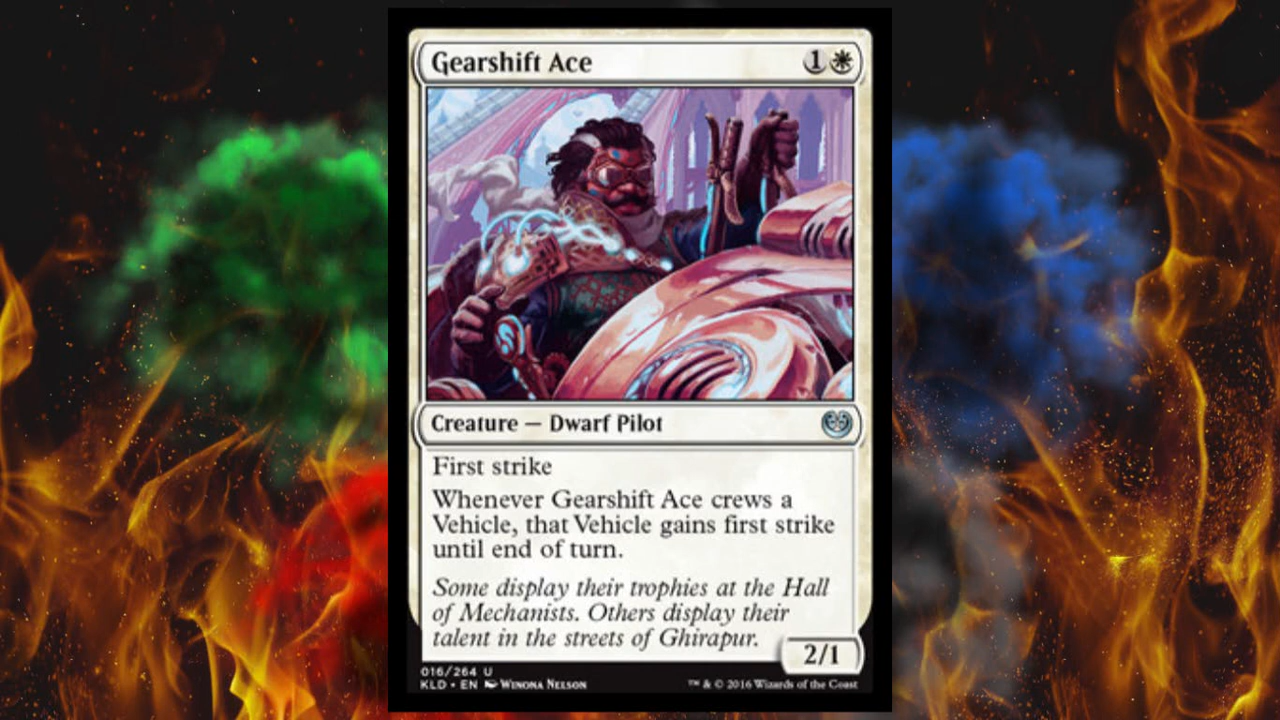 Gearshift Ace 1
Creature — Dwarf Pilot
First strike
Whenever Gearshift Ace crews a
Vehicle, that Vehicle gains first strike
until end of turn.
Some display their trophies at the Hall
of Mechanists. Others display their
talent in the streets of Ghirapur.
2/1
016/264 U
KLD • EN Winona Nelson
™ & © 2016 Wizards of the Coast